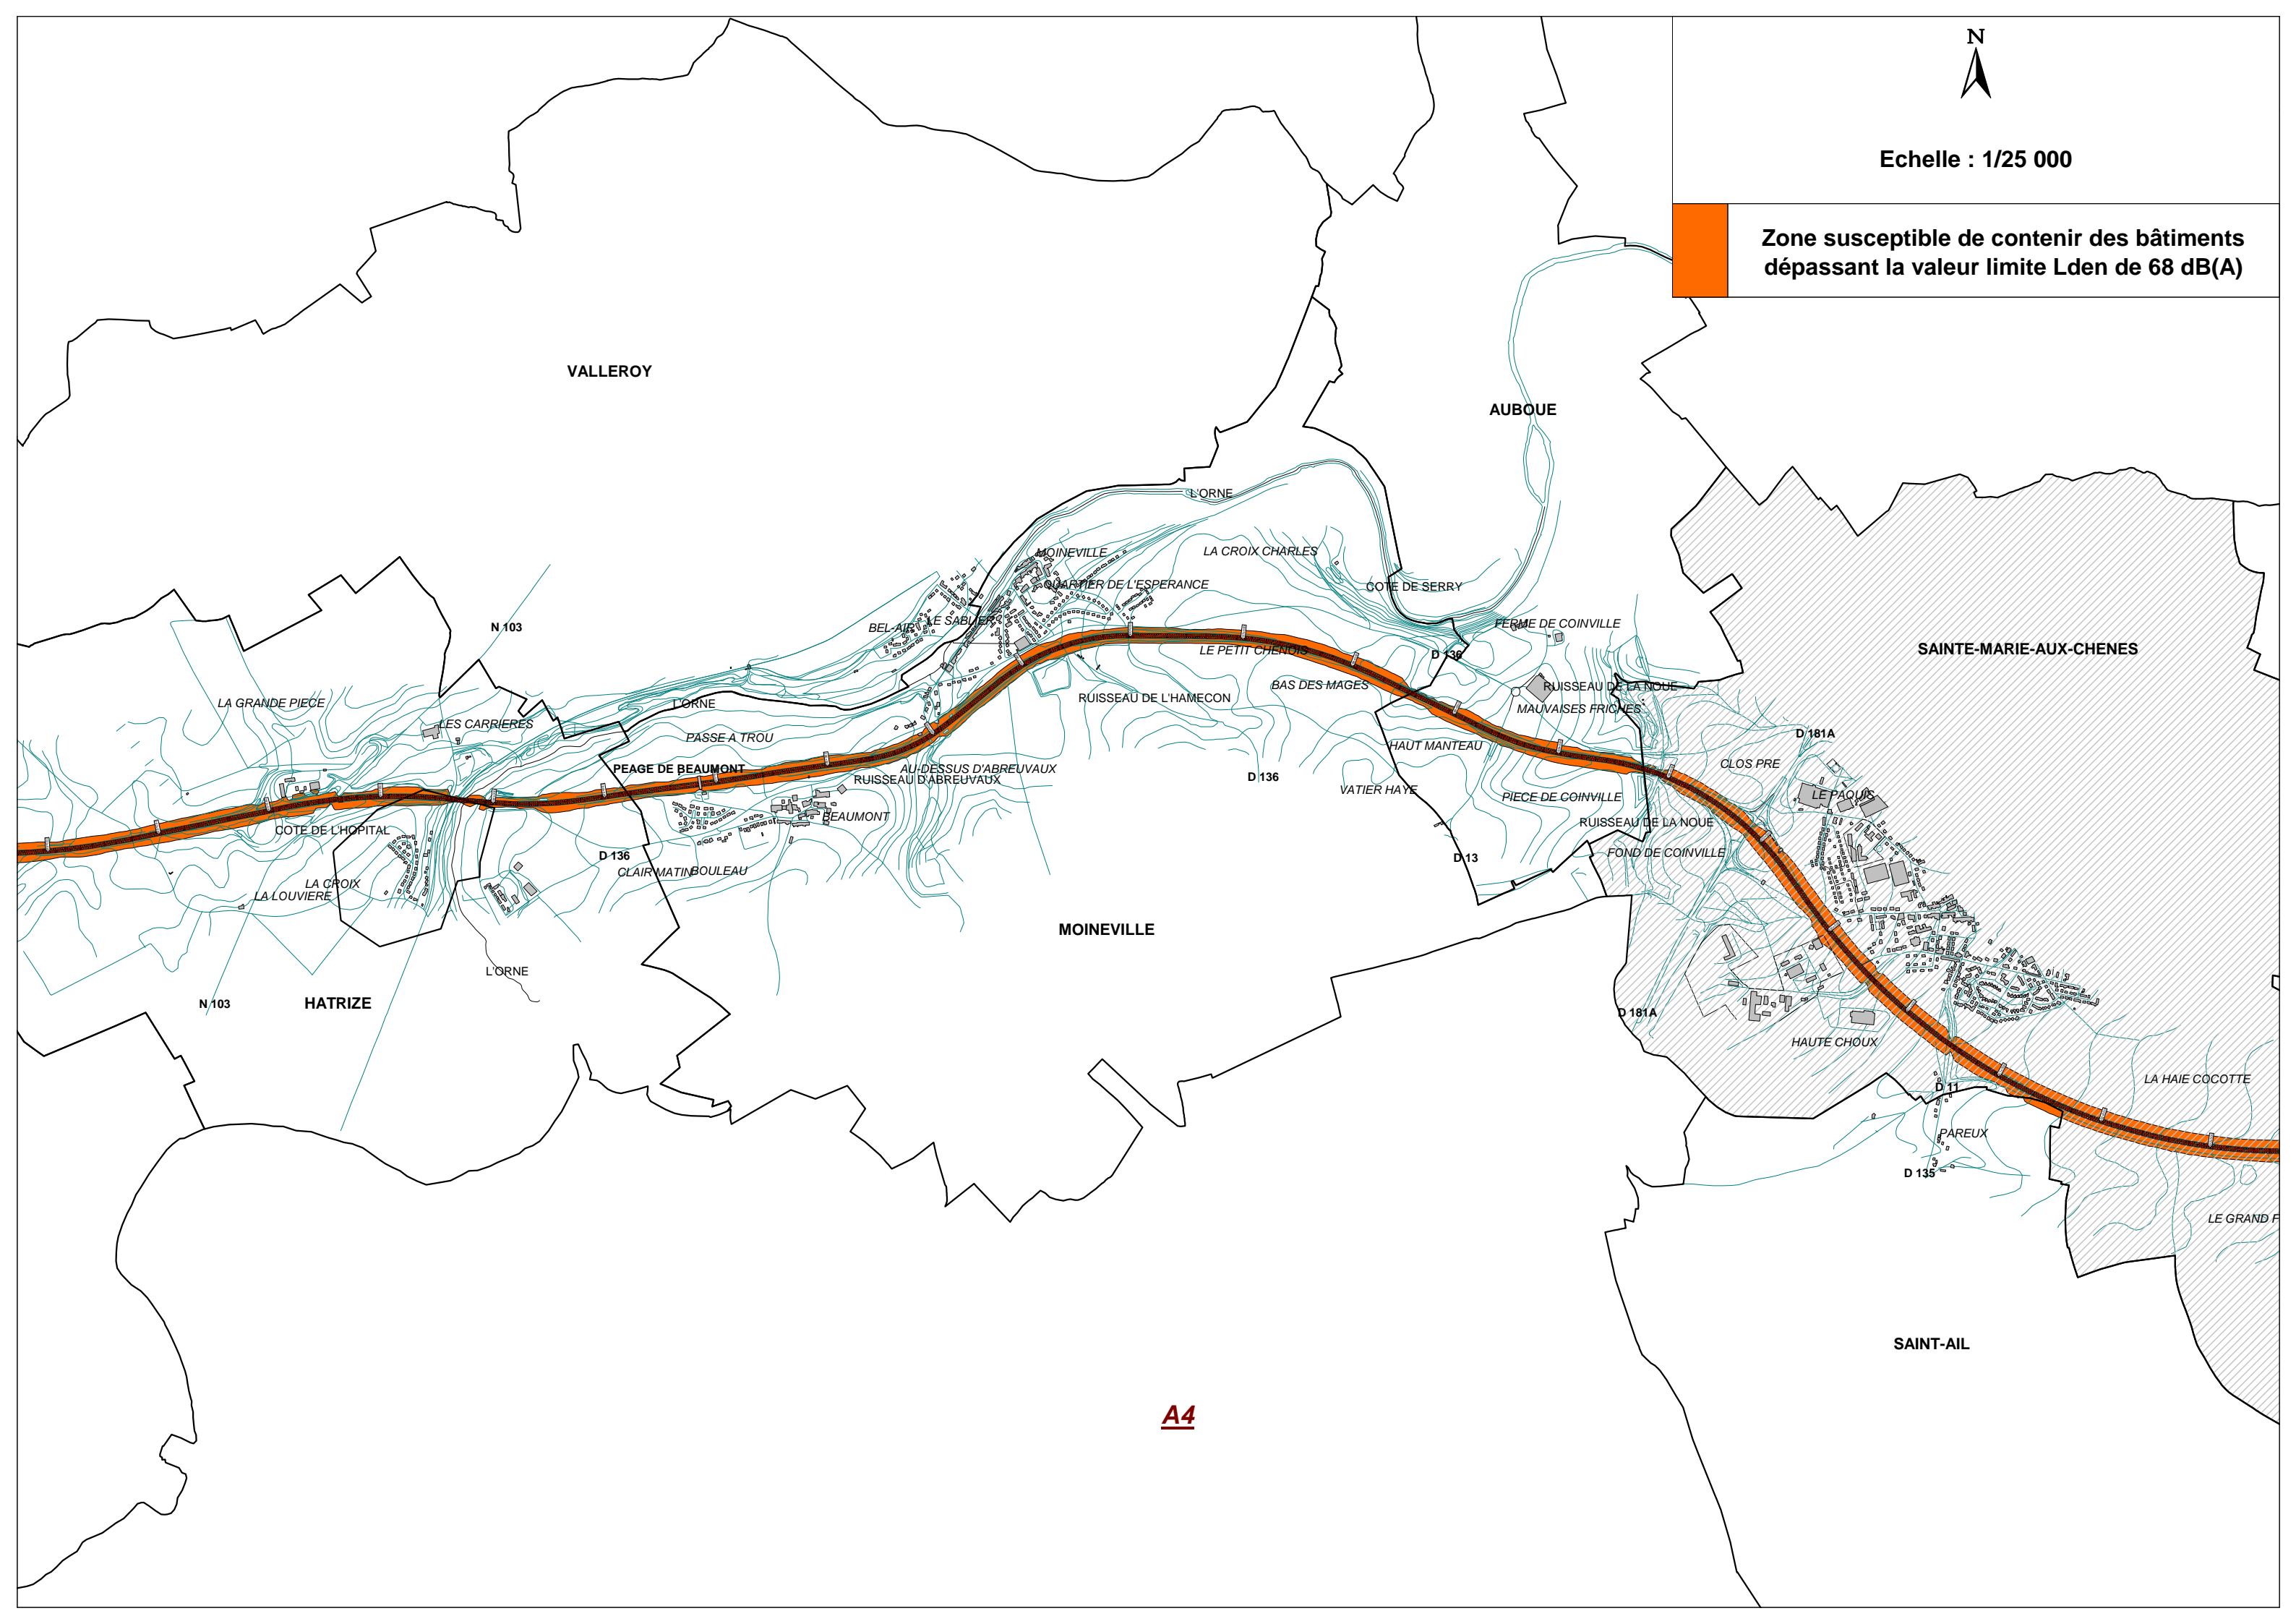 N
Echelle : 1/25 000
Zone susceptible de contenir des bâtiments
dépassant la valeur limite Lden de 68 dB(A)
VALLEROY
AUBOUE
L'ORNE
MOINEVILLE
LA CROIX CHARLES
QUARTIER DE L'ESPERANCE
COTE DE SERRY
N 103
BEL-AIR
LE SABLIER
FERME DE COINVILLE
LE PETIT CHENOIS
D 136
SAINTE-MARIE-AUX-CHENES
BAS DES MAGES
RUISSEAU DE LA NOUE
RUISSEAU DE L'HAMECON
LA GRANDE PIECE
L'ORNE
MAUVAISES FRICHES
LES CARRIERES
PASSE A TROU
D 181A
HAUT MANTEAU
CLOS PRE
PEAGE DE BEAUMONT
AU-DESSUS D'ABREUVAUX
RUISSEAU D'ABREUVAUX
D 136
VATIER HAYE
PIECE DE COINVILLE
LE PAQUIS
BEAUMONT
RUISSEAU DE LA NOUE
COTE DE L'HOPITAL
D 136
D 13
FOND DE COINVILLE
CLAIR MATIN
BOULEAU
LA CROIX
LA LOUVIERE
MOINEVILLE
L'ORNE
N 103
HATRIZE
D 181A
HAUTE CHOUX
LA HAIE COCOTTE
D 11
PAREUX
D 135
LE GRAND F
SAINT-AIL
A4